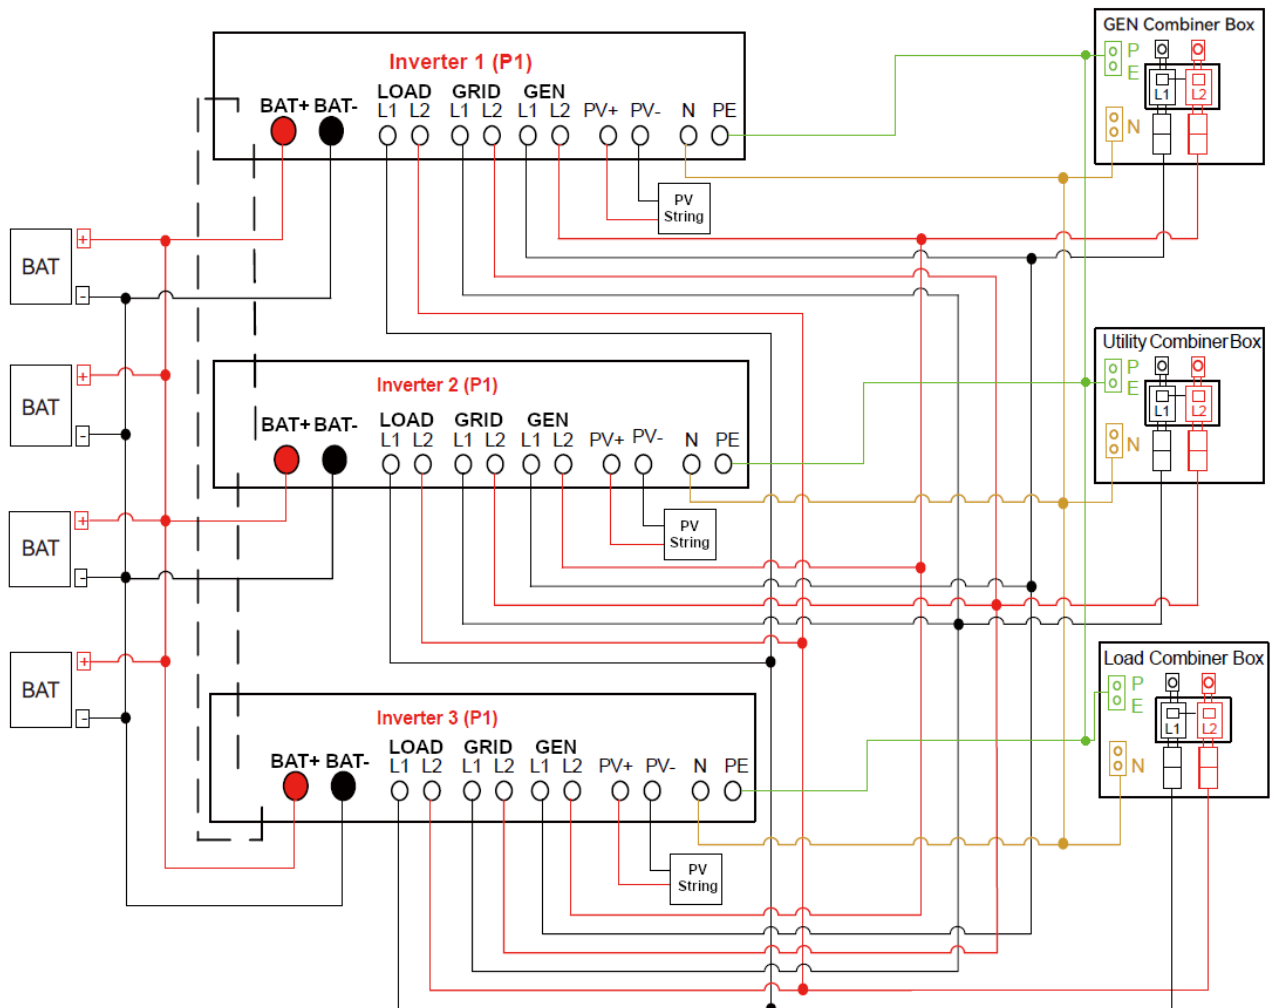 GEN Combiner Box
P
E
L1 L2
N
Inverter 1 (P1)
LOAD GRID GEN
BAT+ BAT- L1 L2 L1 L2 L1 L2 PV+ PV- N PE
PV
String
+
BAT
-
Utility Combiner Box
P
E
L1 L2
N
Inverter 2 (P1)
+
BAT
-
LOAD GRID GEN
BAT+ BAT- L1 L2 L1 L2 L1 L2 PV+ PV- N PE
PV
String
+
BAT
-
Load Combiner Box
P
E
L1 L2
N
+
BAT
-
Inverter 3 (P1)
LOAD GRID GEN
BAT+ BAT- L1 L2 L1 L2 L1 L2 PV+ PV- N PE
PV
String